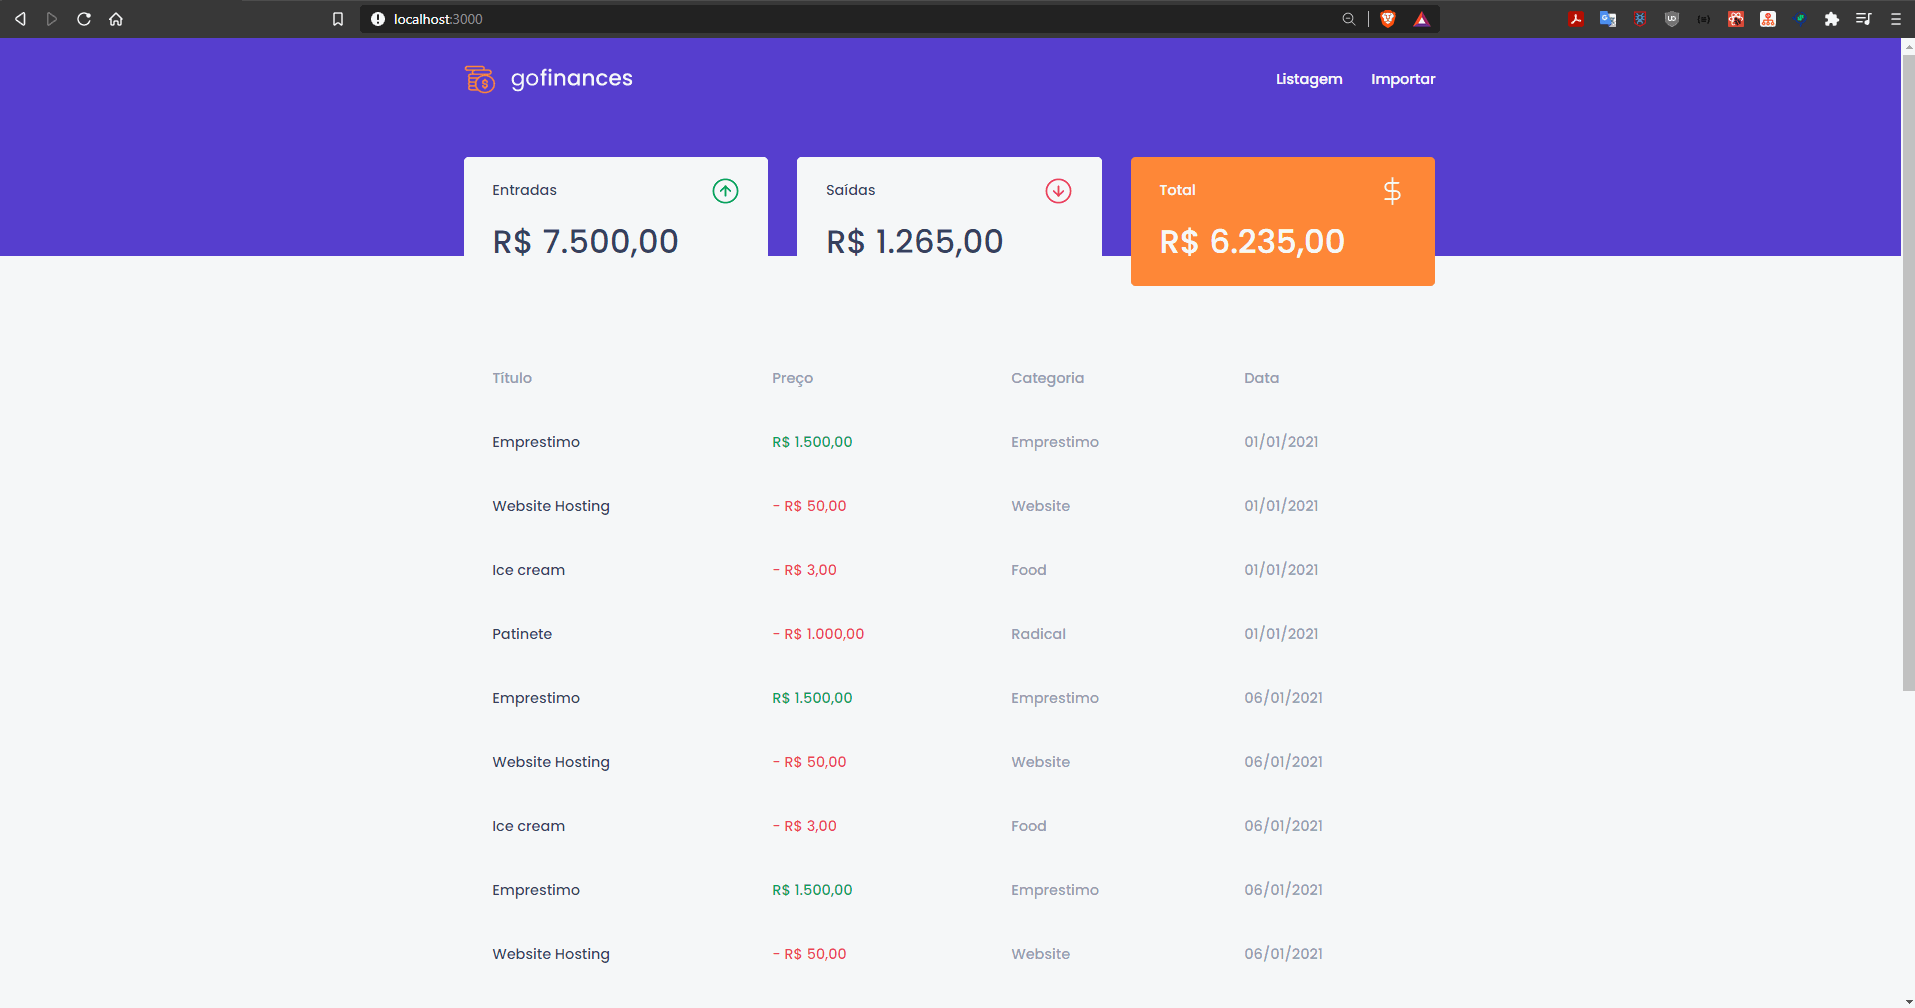 localhost:3000
gofinances
Listagem Importar
Entradas
R$ 7.500,00
Saídas
R$ 1.265,00
Total
$
R$ 6.235,00
Título Preço Categoria Data
Emprestimo R$ 1.500,00 Emprestimo 01/01/2021
Website Hosting - R$ 50,00 Website 01/01/2021
Ice cream - R$ 3,00 Food 01/01/2021
Patinete - R$ 1.000,00 Radical 01/01/2021
Emprestimo R$ 1.500,00 Emprestimo 06/01/2021
Website Hosting - R$ 50,00 Website 06/01/2021
Ice cream - R$ 3,00 Food 06/01/2021
Emprestimo R$ 1.500,00 Emprestimo 06/01/2021
Website Hosting - R$ 50,00 Website 06/01/2021